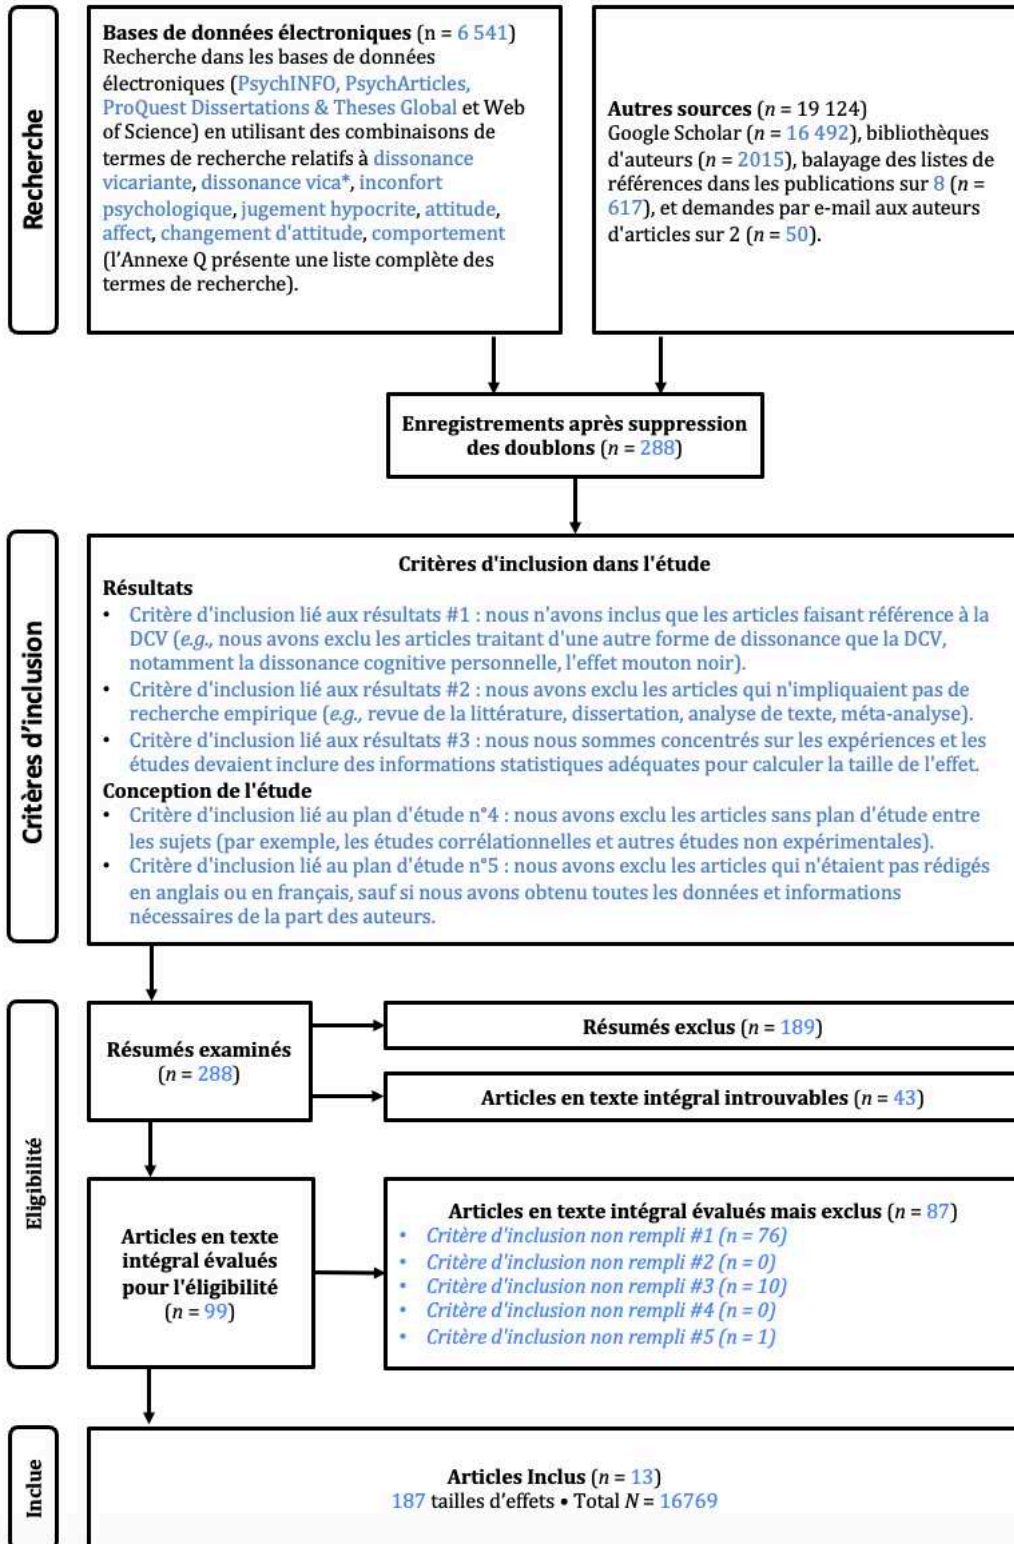 Recherche
Bases de données électroniques (n = 6 541)
Recherche dans les bases de données
électroniques (PsychINFO, PsychArticles,
ProQuest Dissertations & Theses Global et Web
of Science) en utilisant des combinaisons de
termes de recherche relatifs à dissonance
vicariante, dissonance vica*, inconfort
psychologique, jugement hypocrite, attitude,
affect, changement d'attitude, comportement
(l'Annexe Q présente une liste complète des
termes de recherche).
Autres sources (n = 19 124)
Google Scholar (n = 16 492), bibliothèques
d'auteurs (n = 2015), balayage des listes de
références dans les publications sur 8 (n =
617), et demandes par e-mail aux auteurs
d'articles sur 2 (n = 50).
Enregistrements après suppression
des doublons (n = 288)
Critères d'inclusion
Critères d'inclusion dans l'étude
Résultats
• Critère d'inclusion lié aux résultats #1 : nous n'avons inclus que les articles faisant référence à la
DCV (e.g., nous avons exclu les articles traitant d'une autre forme de dissonance que la DCV,
notamment la dissonance cognitive personnelle, l'effet mouton noir).
• Critère d'inclusion lié aux résultats #2 : nous avons exclu les articles qui n'impliquaient pas de
recherche empirique (e.g., revue de la littérature, dissertation, analyse de texte, méta-analyse).
• Critère d'inclusion lié aux résultats #3 : nous nous sommes concentrés sur les expériences et les
études devaient inclure des informations statistiques adéquates pour calculer la taille de l'effet.
Conception de l'étude
• Critère d'inclusion lié au plan d'étude n°4 : nous avons exclu les articles sans plan d'étude entre
les sujets (par exemple, les études corrélationnelles et autres études non expérimentales).
• Critère d'inclusion lié au plan d'étude n°5 : nous avons exclu les articles qui n'étaient pas rédigés
en anglais ou en français, sauf si nous avons obtenu toutes les données et informations
nécessaires de la part des auteurs.
Eligibilité
Résumés examinés
(n = 288)
Résumés exclus (n = 189)
Articles en texte intégral introuvables (n = 43)
Articles en texte
intégral évalués
pour l'éligibilité
(n = 99)
Articles en texte intégral évalués mais exclus (n = 87)
• Critère d'inclusion non rempli #1 (n = 76)
• Critère d'inclusion non rempli #2 (n = 0)
• Critère d'inclusion non rempli #3 (n = 10)
• Critère d'inclusion non rempli #4 (n = 0)
• Critère d'inclusion non rempli #5 (n = 1)
Inclue
Articles Inclus (n = 13)
187 tailles d'effets • Total N = 16769